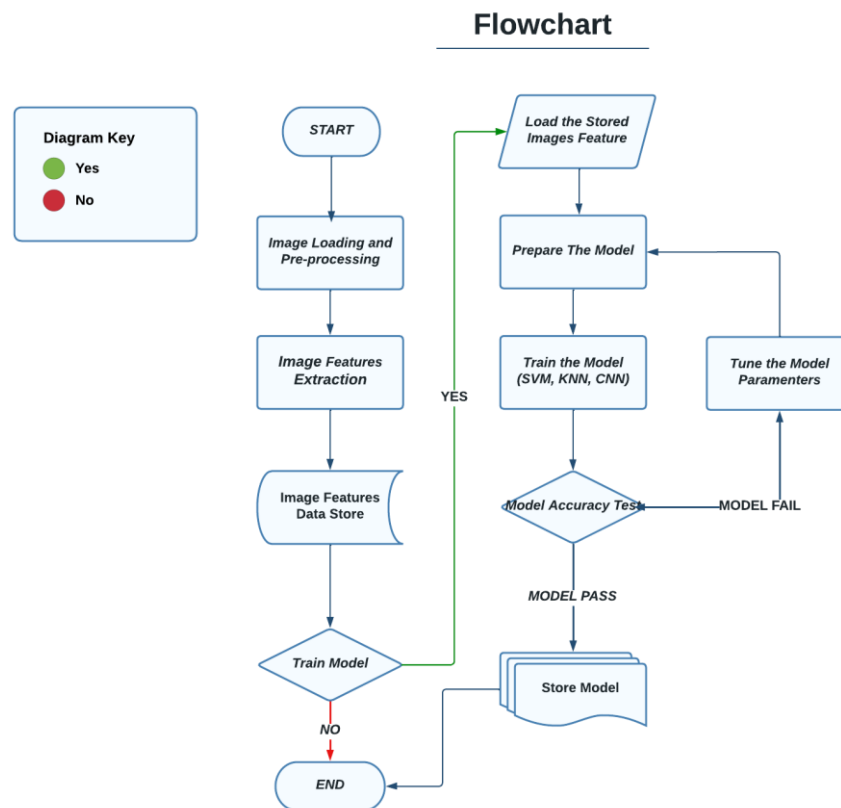 Flowchart
Diagram Key
Yes
No
START
Image Loading and
Pre-processing
Image Features
Extraction
Image Features
Data Store
Train Model
NO
END
YES
Load the Stored
Images Feature
Prepare The Model
Train the Model
(SVM, KNN, CNN)
Tune the Model
Paramenters
Model Accuracy Test
MODEL FAIL
MODEL PASS
Store Model